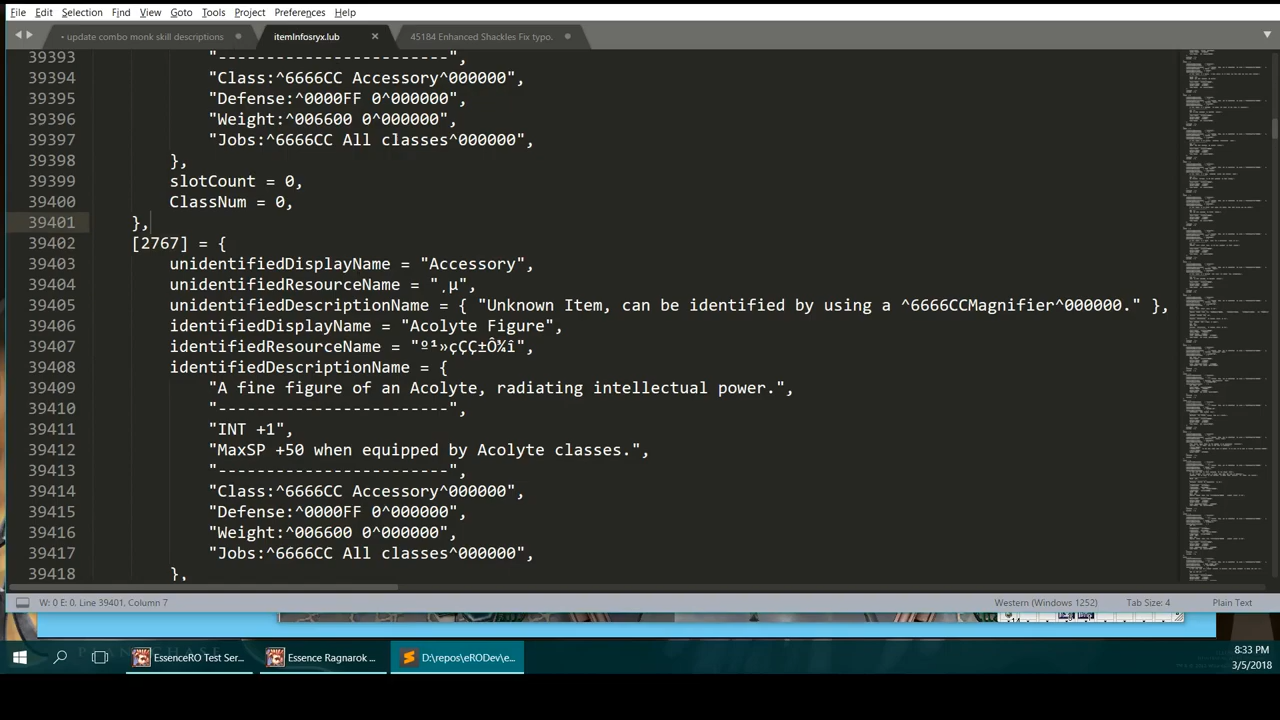 File Edit Selection Find View Goto Tools Project Preferences Help
update combo monk skill descriptions itemInfosryx.lub 45184 Enhanced Shackles Fix typo.
39393 "-------------------------",
39394 "Class:^6666CC Accessory^000000",
39395 "Defense:^0000FF 0^000000",
39396 "Weight:^006600 0^000000",
39397 "Jobs:^6666CC All classes^000000",
39398 },
39399 slotCount = 0,
39400 ClassNum = 0,
39401 },
39402 [2767] = {
39403 unidentifiedDisplayName = "Accessory",
39404 unidentifiedResourceName =
39405 unidentifiedDescriptionName = { "Unknown Item, can be identified by using a ^6666CCMagnifier^000000." },
39406 identifiedDisplayName = "Acolyte Figure",
39407 identifiedResourceName =
39408 identifiedDescriptionName = {
39409 "A fine figure of an Acolyte, radiating intellectual power.",
39410 "-------------------------",
39411 "INT +1",
39412 "MaxSP +50 when equipped by Acolyte classes.",
39413 "-------------------------",
39414 "Class:^6666CC Accessory^000000",
39415 "Defense:^0000FF 0^000000",
39416 "Weight:^006600 0^000000",
39417 "Jobs:^6666CC All classes^000000",
39418 },
W: 0 E: 0, Line 39401, Column 7 Western (Windows 1252) Tab Size: 4 Plain Text
EssenceRO Test Ser... Essence Ragnarok ... D:\repos\eRODev\e... 8:33 PM
3/5/2018